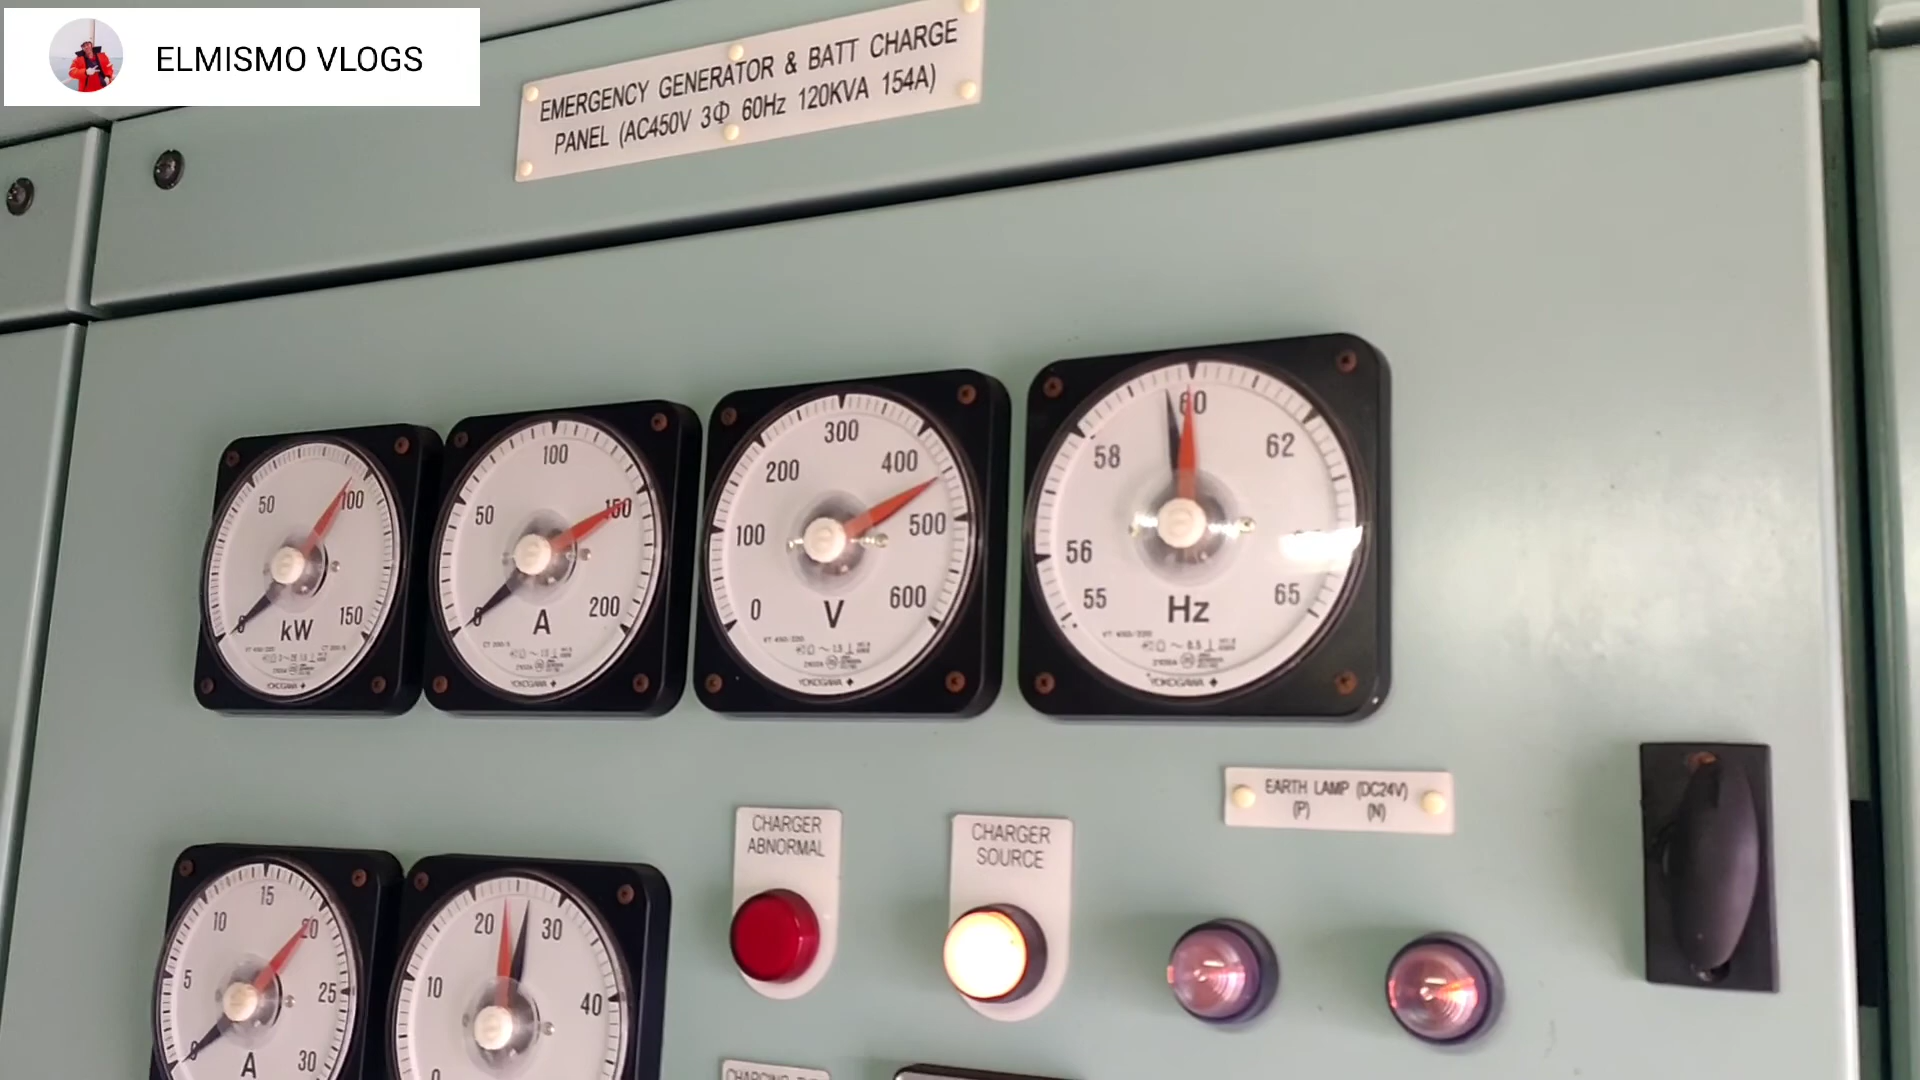 ELMISMO VLOGS
EMERGENCY GENERATOR & BATT CHARGE
PANEL (AC450V 3Φ 60Hz 120KVA 154A)
0
50
100
150
kW
YOKOGAWA
0
50
100
150
200
A
YOKOGAWA
0
100
200
300
400
500
600
V
YOKOGAWA
55
56
58
60
62
65
Hz
YOKOGAWA
EARTH LAMP (DC24V)
(P) (N)
CHARGER
ABNORMAL
CHARGER
SOURCE
0
5
10
15
20
25
30
A
10
20
30
40